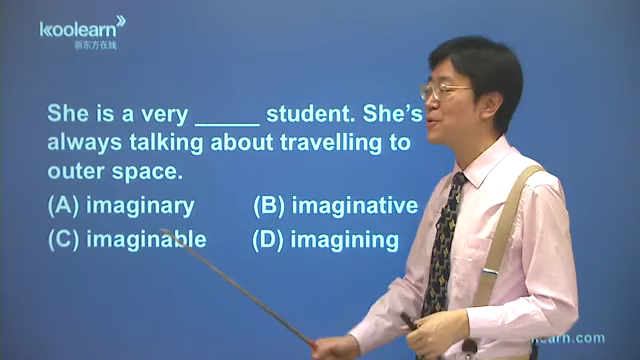 koolearn
新东方在线
She is a very _____ student. She's
always talking about travelling to
outer space.
(A) imaginary (B) imaginative
(C) imaginable (D) imagining
learn.com